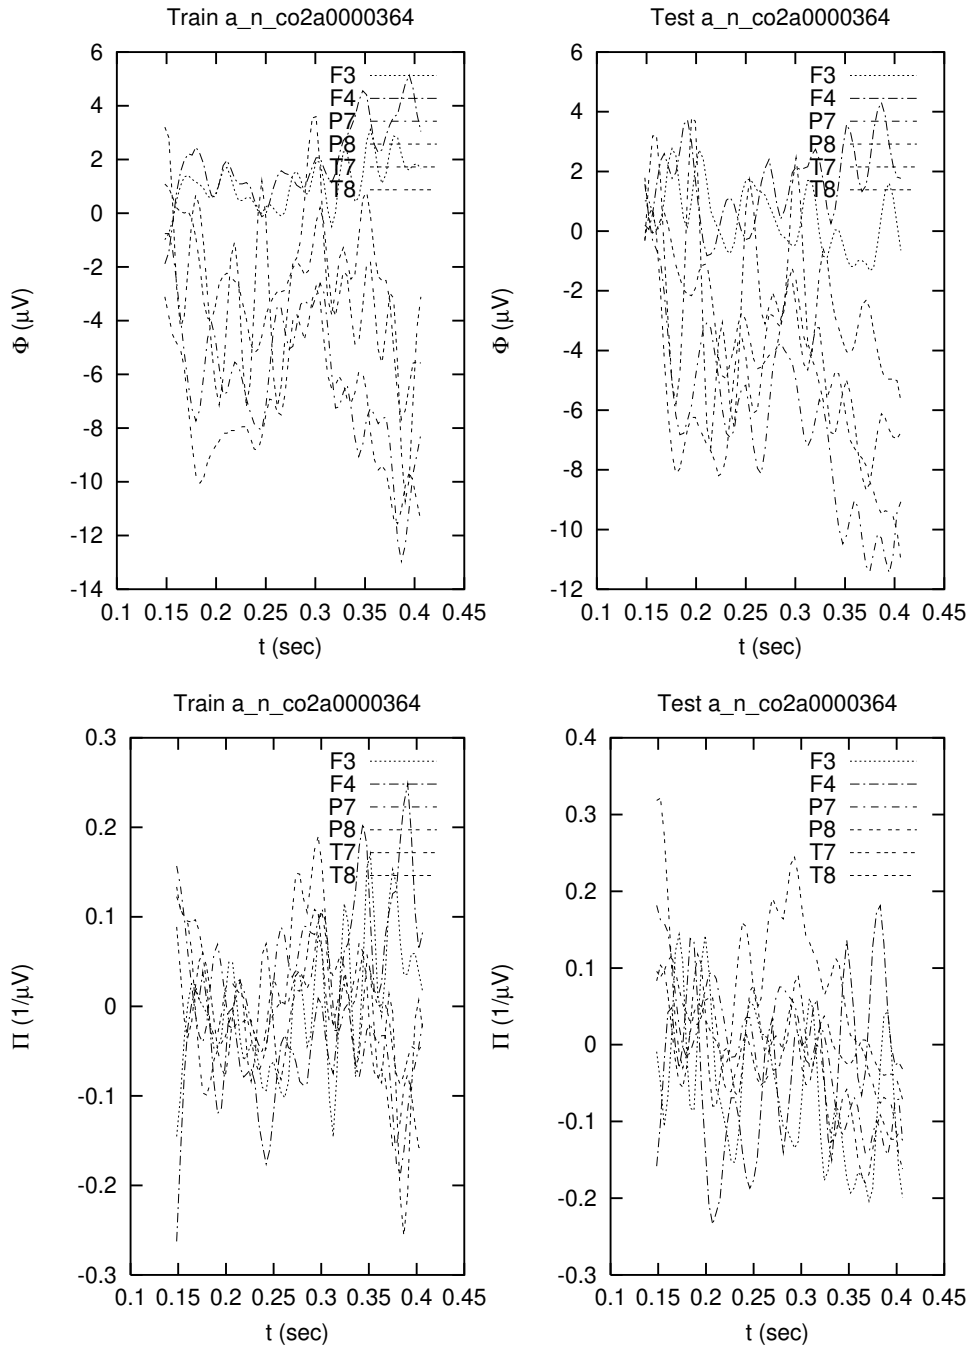 Train a_n_co2a0000364
6
4
2
0
-2
-4
-6
-8
-10
-12
-14
0.1 0.15 0.2 0.25 0.3 0.35 0.4 0.45
Φ (μV)
t (sec)
F3
F4
P7
P8
T7
T8
Test a_n_co2a0000364
6
4
2
0
-2
-4
-6
-8
-10
-12
0.1 0.15 0.2 0.25 0.3 0.35 0.4 0.45
Φ (μV)
t (sec)
F3
F4
P7
P8
T7
T8
Train a_n_co2a0000364
0.3
0.2
0.1
0
-0.1
-0.2
-0.3
0.1 0.15 0.2 0.25 0.3 0.35 0.4 0.45
Π (1/μV)
t (sec)
F3
F4
P7
P8
T7
T8
Test a_n_co2a0000364
0.4
0.3
0.2
0.1
0
-0.1
-0.2
-0.3
0.1 0.15 0.2 0.25 0.3 0.35 0.4 0.45
Π (1/μV)
t (sec)
F3
F4
P7
P8
T7
T8